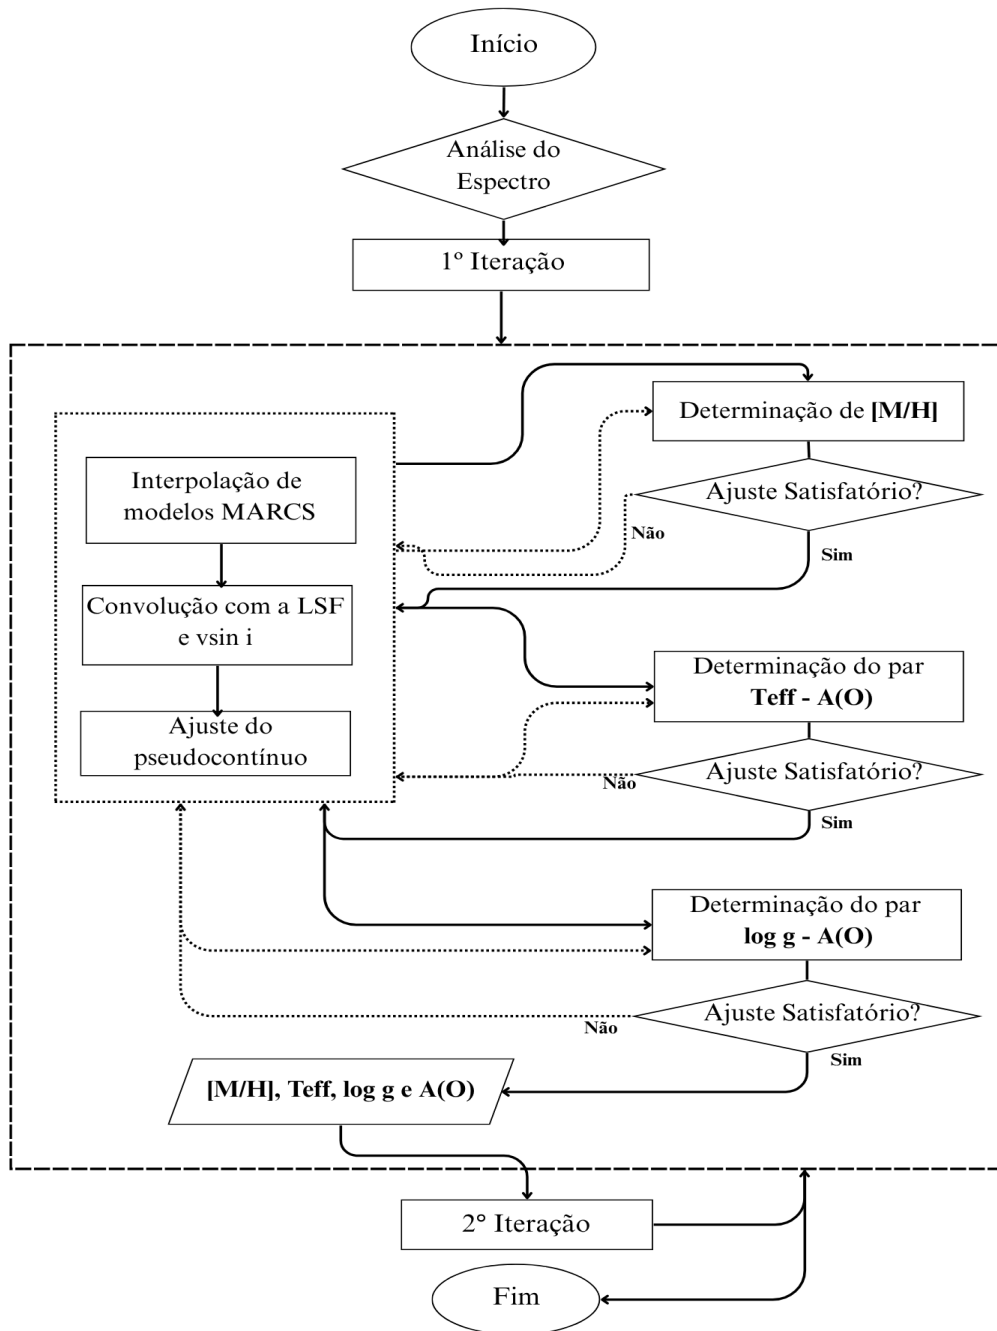 Início
Análise do
Espectro
1º Iteração
Determinação de [M/H]
Interpolação de
modelos MARCS
Ajuste Satisfatório?
Não
Sim
Convolução com a LSF
e vsin i
Determinação do par
Teff - A(O)
Ajuste do
pseudocontínuo
Ajuste Satisfatório?
Não
Sim
Determinação do par
log g - A(O)
Ajuste Satisfatório?
Não
Sim
[M/H], Teff, log g e A(O)
2° Iteração
Fim